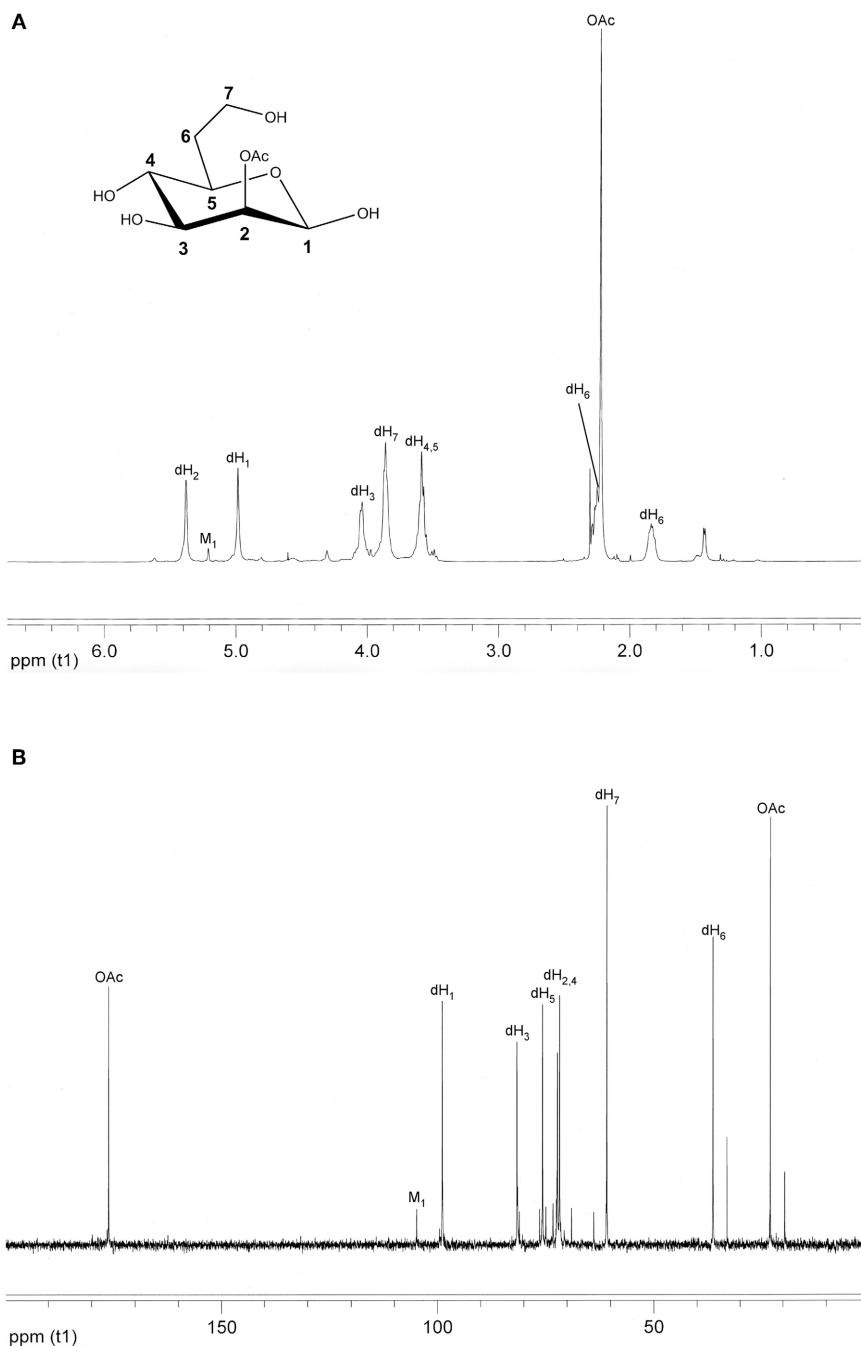 A
OAc
7
OH
6
OAc
4
O
HO
5
OH
HO
3
2
1
dH6
dH7
dH4,5
dH2
dH1
dH3
M1
dH6
6.0 5.0 4.0 3.0 2.0 1.0
ppm (t1)
B
dH7
OAc
dH6
OAc
dH2,4
dH1
dH5
dH3
M1
150 100 50
ppm (t1)